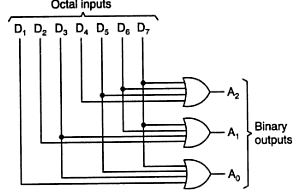 Octal inputs
D1 D2 D3 D4 D5 D6 D7
A2
A1
Binary
outputs
A0